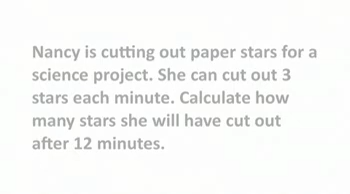 Nancy is cutting out paper stars for a
science project. She can cut out 3
stars each minute. Calculate how
many stars she will have cut out
after 12 minutes.